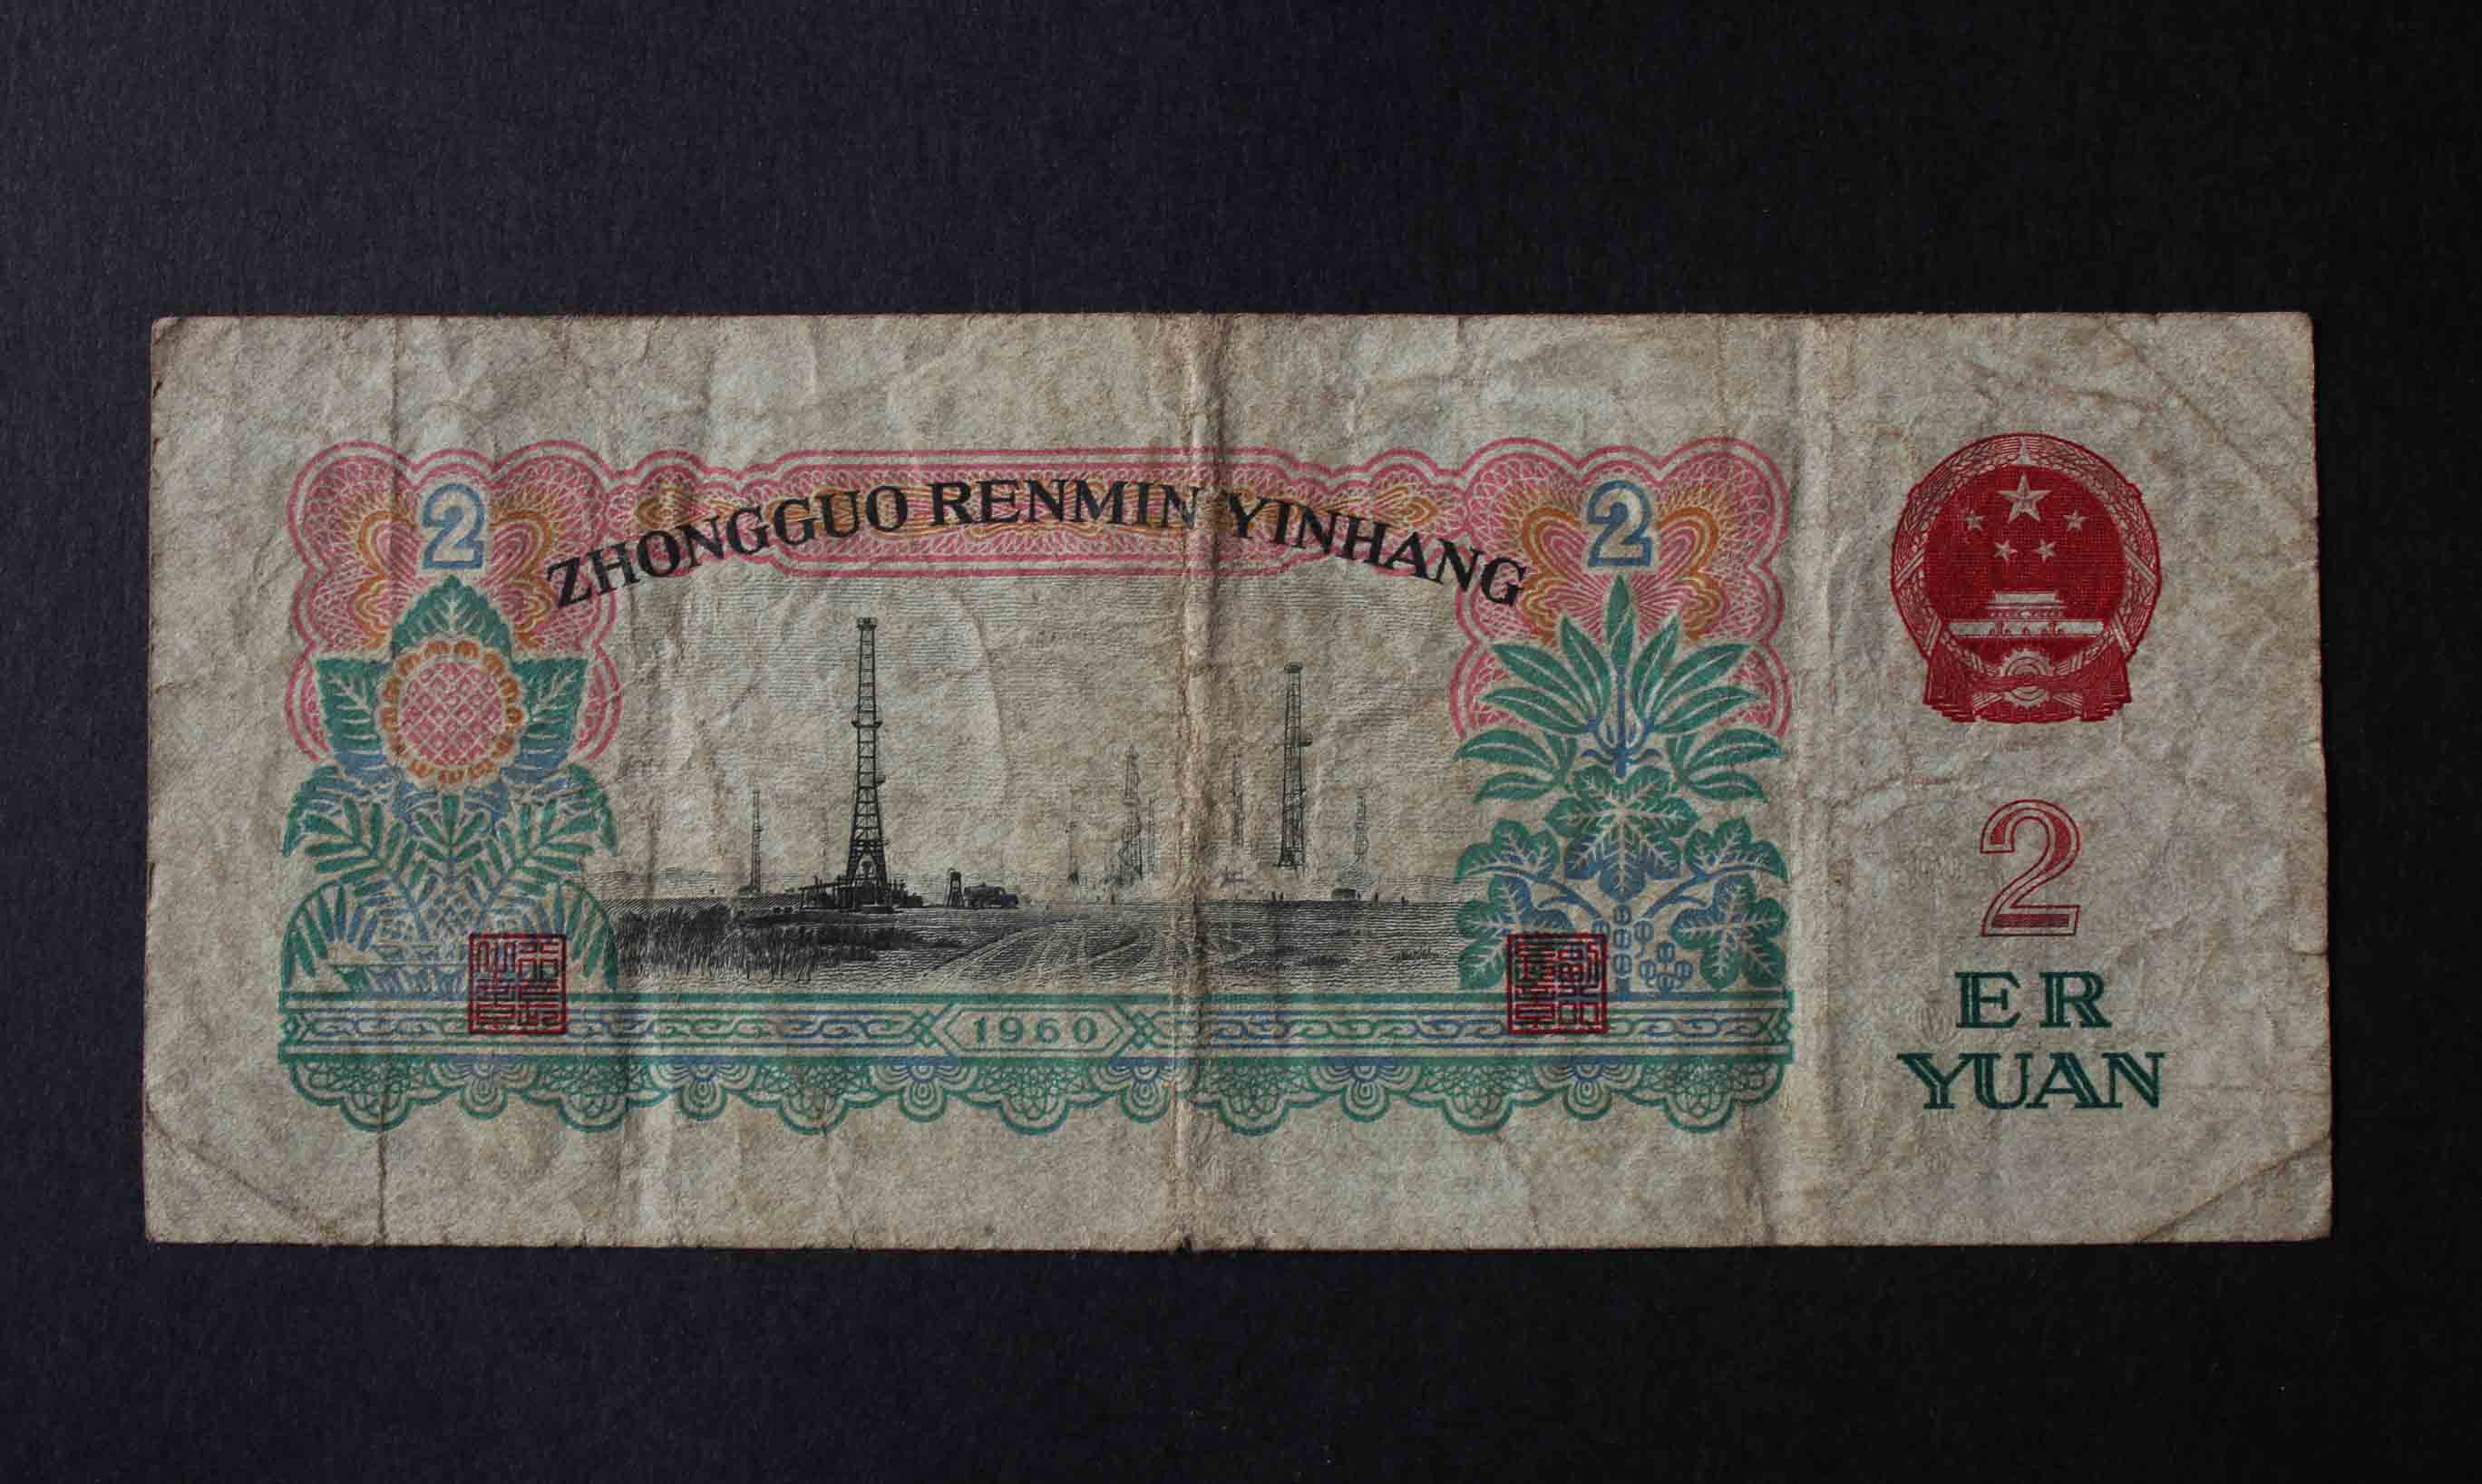 ZHONGGUO RENMIN YINHANG
2
2
1960
2
ER
YUAN